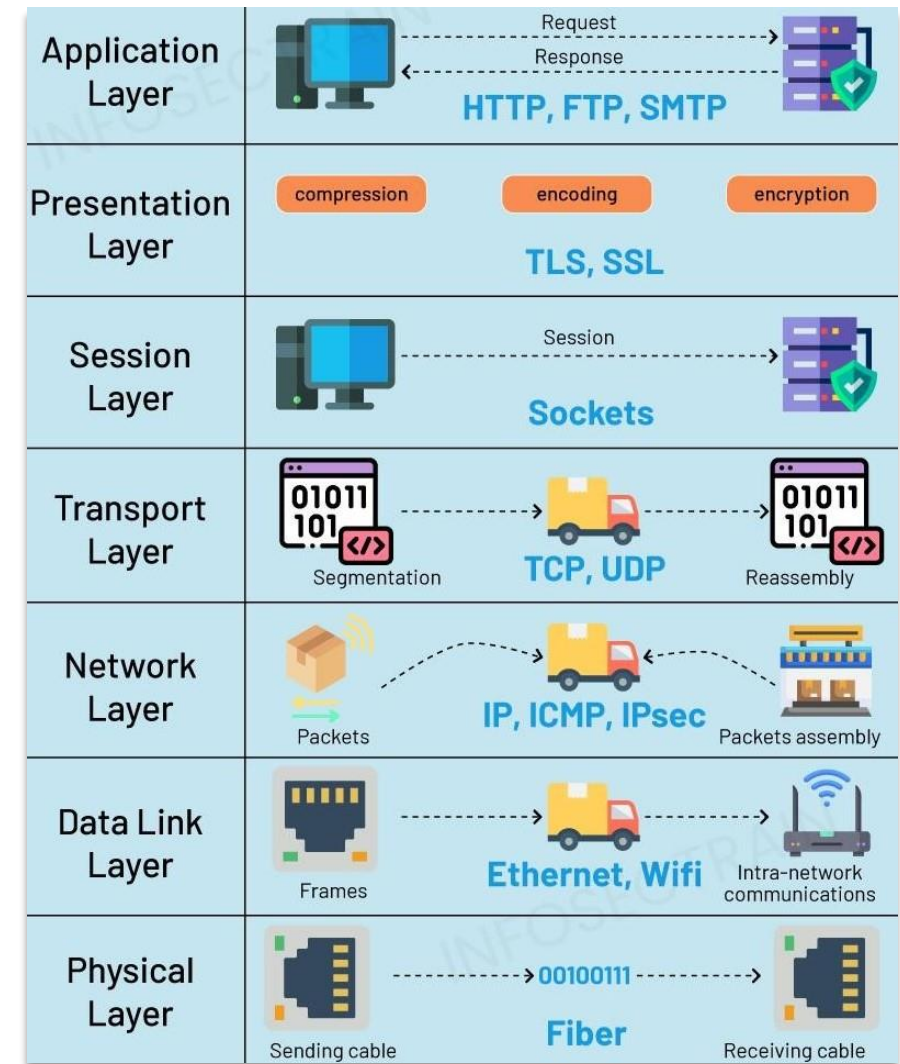 Application
Layer
Request
Response
HTTP, FTP, SMTP
Presentation
Layer
compression
encoding
encryption
TLS, SSL
Session
Layer
Session
Sockets
Transport
Layer
01011
101
</>
Segmentation
TCP, UDP
01011
101
</>
Reassembly
Network
Layer
Packets
IP, ICMP, IPsec
Packets assembly
Data Link
Layer
Frames
Ethernet, Wifi
Intra-network
communications
Physical
Layer
Sending cable
00100111
Fiber
Receiving cable
INFOSECTRAIN
INFOSECTRAIN